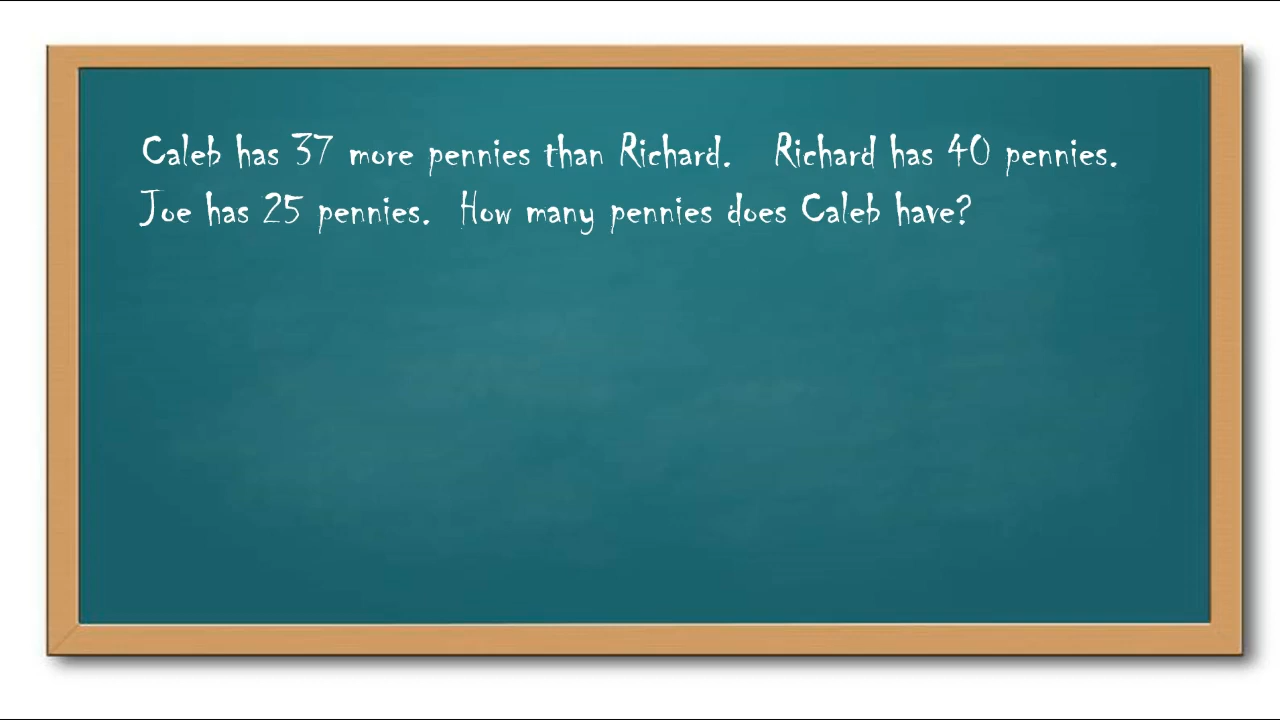 Caleb has 37 more pennies than Richard. Richard has 40 pennies.
Joe has 25 pennies. How many pennies does Caleb have?